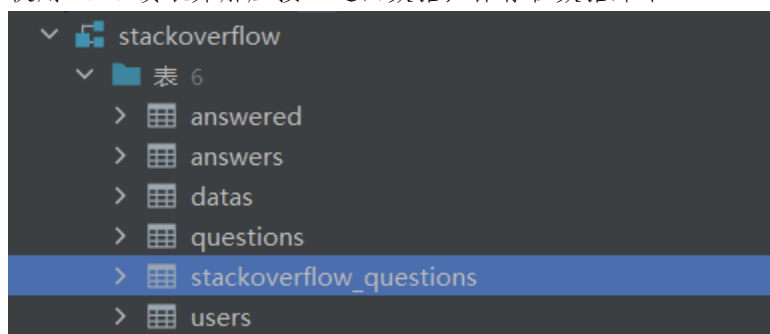 stackoverflow
表 6
answered
answers
datas
questions
stackoverflow_questions
users